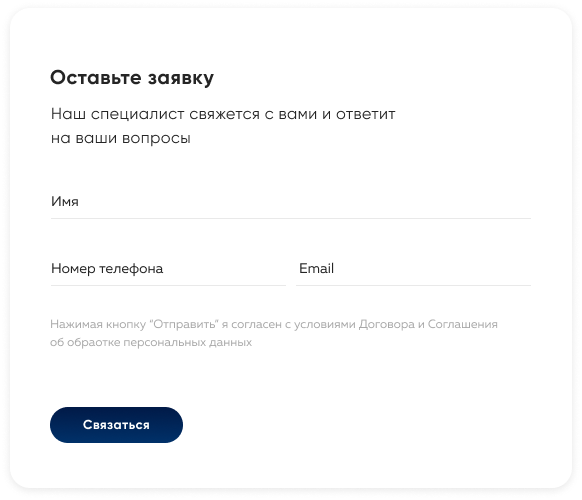 Оставьте заявку
Наш специалист свяжется с вами и ответит
на ваши вопросы
Имя
Номер телефона Email
Нажимая кнопку “Отправить” я согласен с условиями Договора и Соглашения
об обраотке персональных данных
Связаться